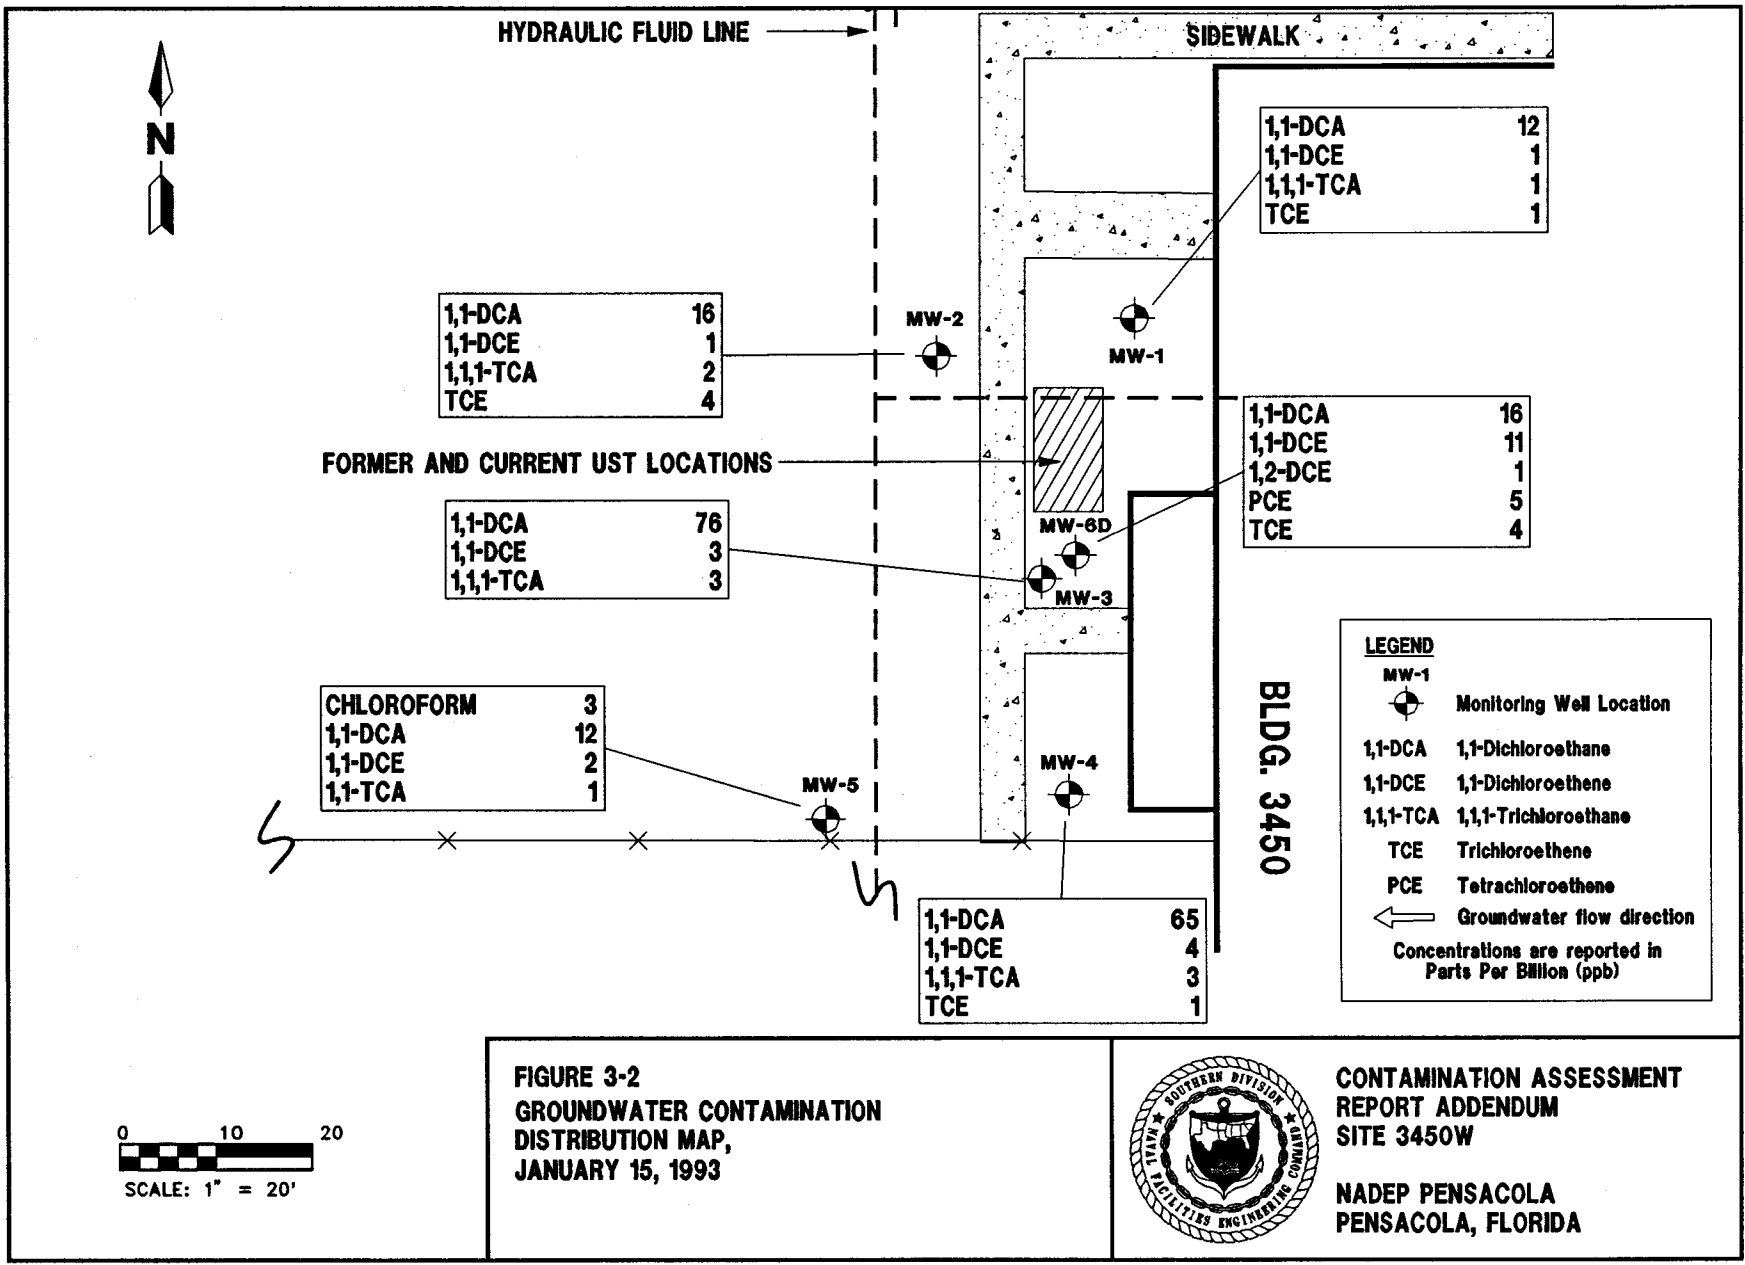 HYDRAULIC FLUID LINE
SIDEWALK
N
1,1-DCA 12
1,1-DCE 1
1,1,1-TCA 1
TCE 1
1,1-DCA 16
1,1-DCE 1
1,1,1-TCA 2
TCE 4
MW-2
MW-1
FORMER AND CURRENT UST LOCATIONS
1,1-DCA 16
1,1-DCE 11
1,2-DCE 1
PCE 5
TCE 4
1,1-DCA 76
1,1-DCE 3
1,1,1-TCA 3
MW-6D
MW-3
CHLOROFORM 3
1,1-DCA 12
1,1-DCE 2
1,1-TCA 1
MW-5
MW-4
BLDG. 3450
1,1-DCA 65
1,1-DCE 4
1,1,1-TCA 3
TCE 1
LEGEND
MW-1
Monitoring Well Location
1,1-DCA 1,1-Dichloroethane
1,1-DCE 1,1-Dichloroethene
1,1,1-TCA 1,1,1-Trichloroethane
TCE Trichloroethene
PCE Tetrachloroethene
Groundwater flow direction
Concentrations are reported in
Parts Per Billion (ppb)
0 10 20
SCALE: 1" = 20'
FIGURE 3-2
GROUNDWATER CONTAMINATION
DISTRIBUTION MAP,
JANUARY 15, 1993
SOUTHERN DIVISION
NAVAL FACILITIES ENGINEERING COMMAND
CONTAMINATION ASSESSMENT
REPORT ADDENDUM
SITE 3450W
NADEP PENSACOLA
PENSACOLA, FLORIDA